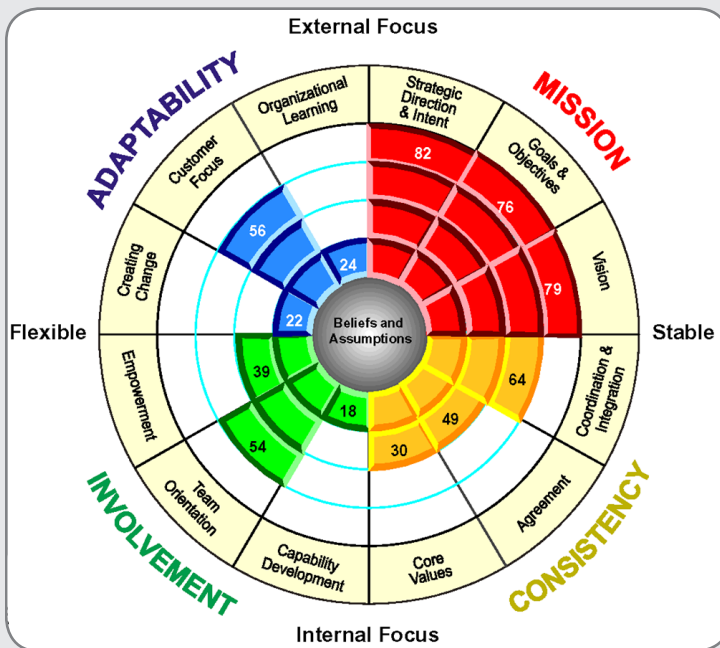 External Focus
ADAPTABILITY
MISSION
Organizational
Learning
Strategic
Direction
& Intent
Customer
Focus
Goals &
Objectives
Creating
Change
Vision
82
76
79
56
24
22
Flexible
Beliefs and
Assumptions
Stable
39
54
18
30
49
64
Empowerment
Coordination &
Integration
Team
Orientation
Agreement
Capability
Development
Core
Values
INVOLVEMENT
CONSISTENCY
Internal Focus